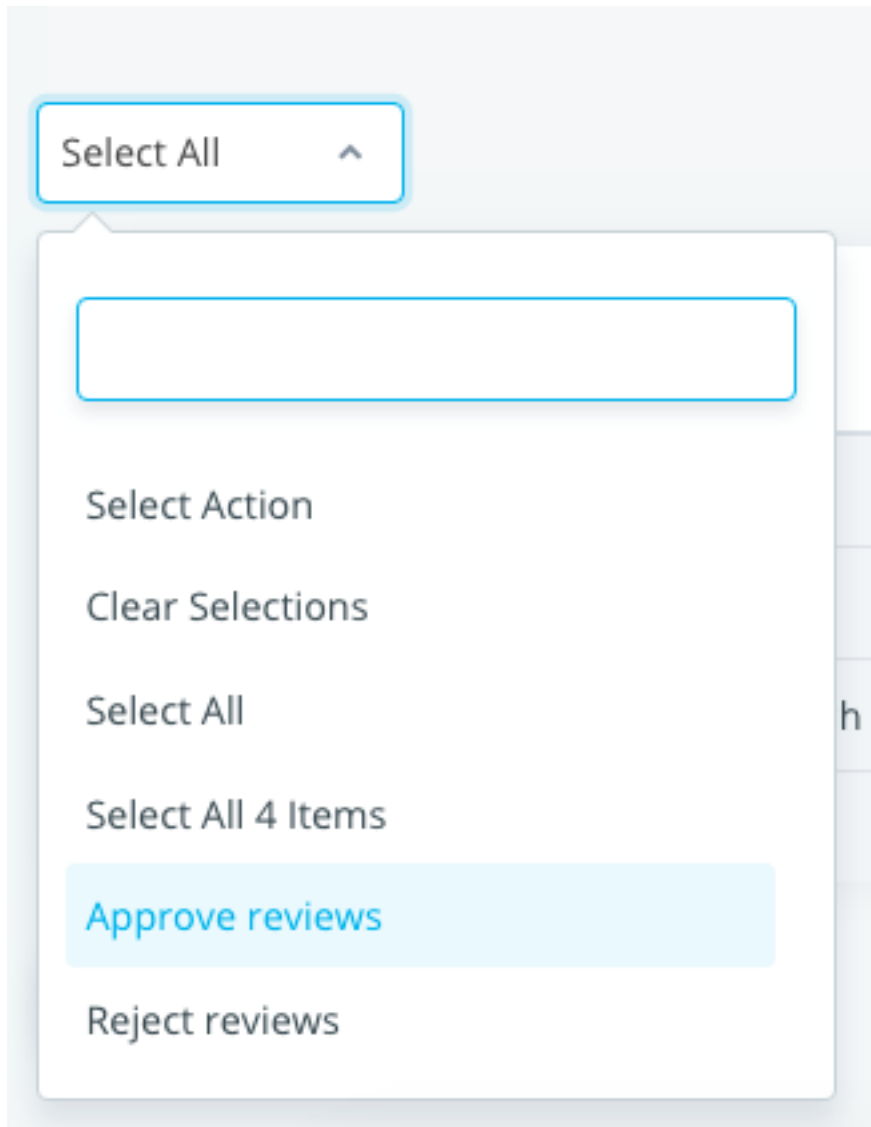 Select All
Select Action
Clear Selections
Select All
h
Select All 4 Items
Approve reviews
Reject reviews